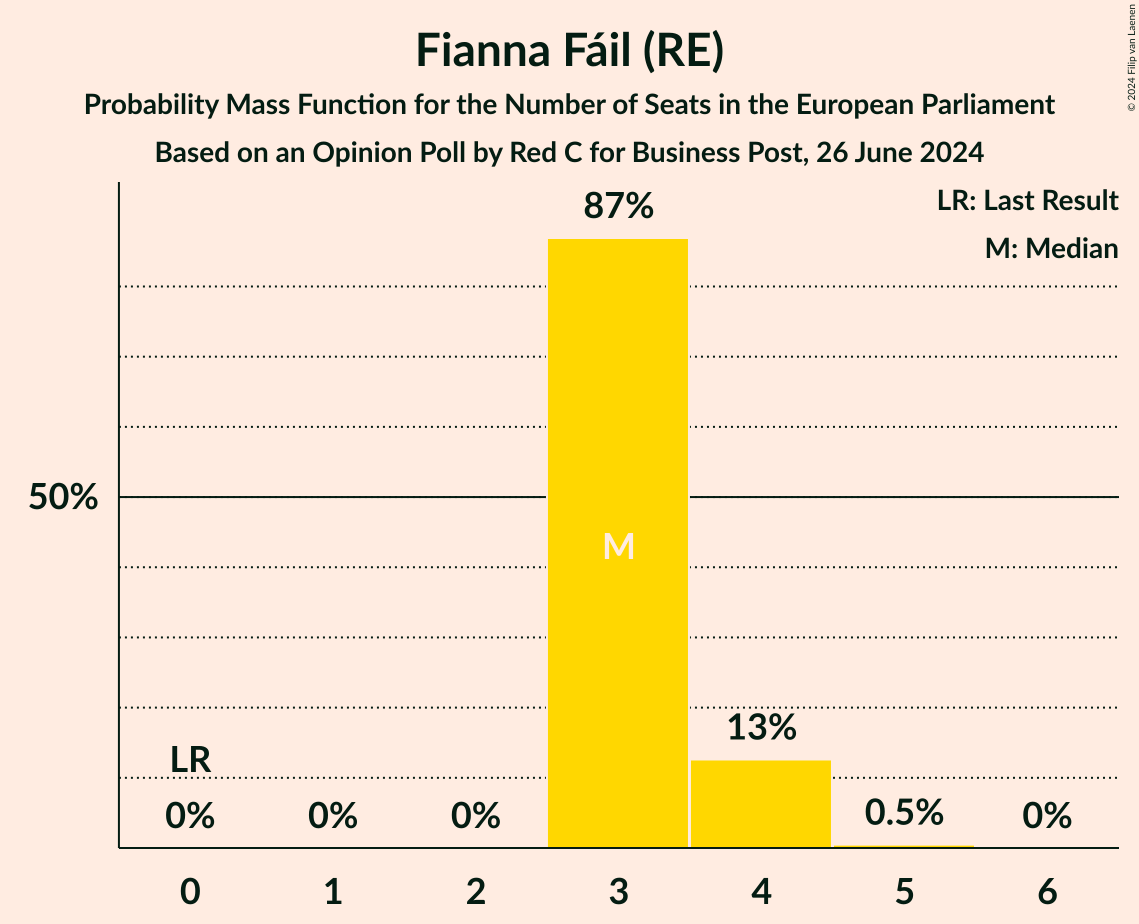 Fianna Fáil (RE)
Probability Mass Function for the Number of Seats in the European Parliament
Based on an Opinion Poll by Red C for Business Post, 26 June 2024
© 2024 Filip van Laenen
LR: Last Result
M: Median
87%
50%
M
13%
LR
0%
0%
0%
0.5%
0%
0
1
2
3
4
5
6